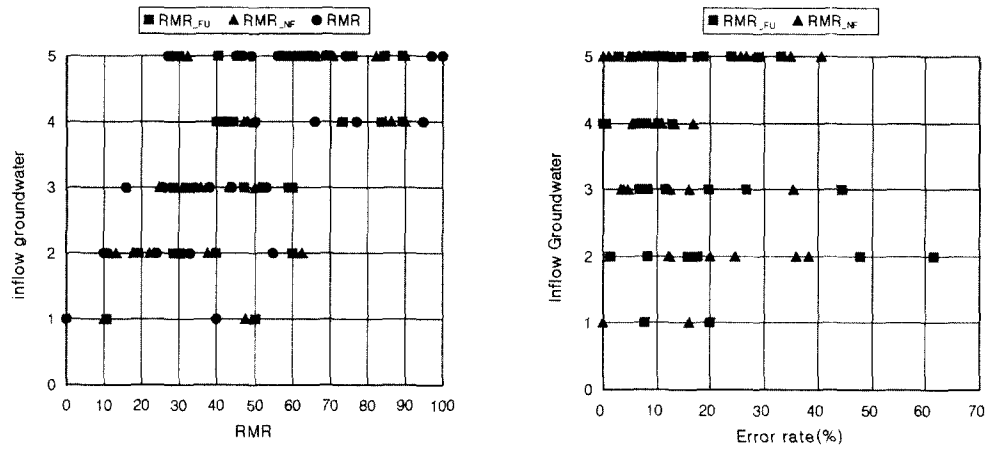 RMR_FU RMR_NF RMR
inflow groundwater
5
4
3
2
1
0
0 10 20 30 40 50 60 70 80 90 100
RMR
RMR_FU RMR_NF
Inflow Groundwater
5
4
3
2
1
0
0 10 20 30 40 50 60 70
Error rate(%)